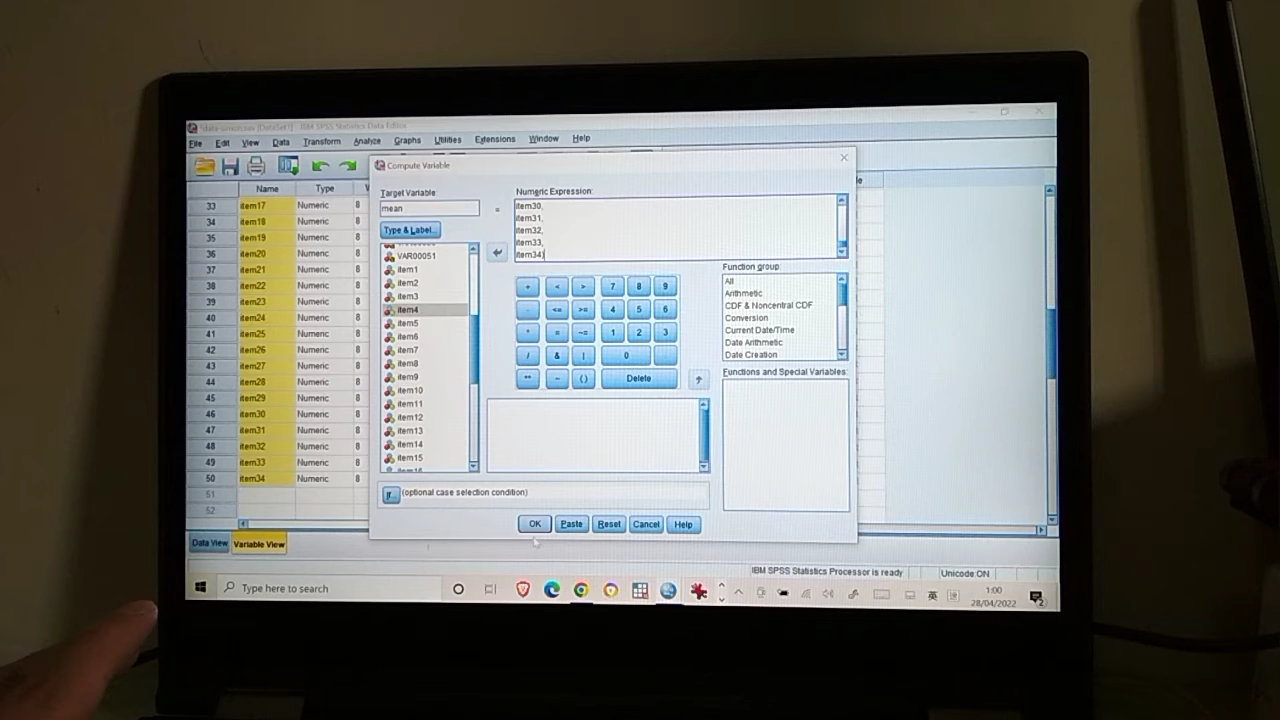 IBM SPSS Statistics Data Editor
File Edit View Data Transform Analyze Graphs Utilities Extensions Window Help
Compute Variable
Name Type
33 item17 Numeric 8
34 item18 Numeric 8
35 item19 Numeric 8
36 item20 Numeric 8
37 item21 Numeric 8
38 item22 Numeric 8
39 item23 Numeric 8
40 item24 Numeric 8
41 item25 Numeric 8
42 item26 Numeric 8
43 item27 Numeric 8
44 item28 Numeric 8
45 item29 Numeric 8
46 item30 Numeric 8
47 item31 Numeric 8
48 item32 Numeric 8
49 item33 Numeric 8
50 item34 Numeric 8
51
52
Target Variable:
mean
=
Type & Label...
VAR00051
item1
item2
item3
item4
item5
item6
item7
item8
item9
item10
item11
item12
item13
item14
item15
Numeric Expression:
item30,
item31,
item32,
item33,
item34)
+ < > 7 8 9
- <= >= 4 5 6
* = ~= 1 2 3
/ & | 0
** ~ ( ) Delete
Function group:
All
Arithmetic
CDF & Noncentral CDF
Conversion
Current Date/Time
Date Arithmetic
Date Creation
Functions and Special Variables:
If... (optional case selection condition)
OK Paste Reset Cancel Help
Data View Variable View
IBM SPSS Statistics Processor is ready Unicode:ON
Type here to search
英
1:00
28/04/2022
2